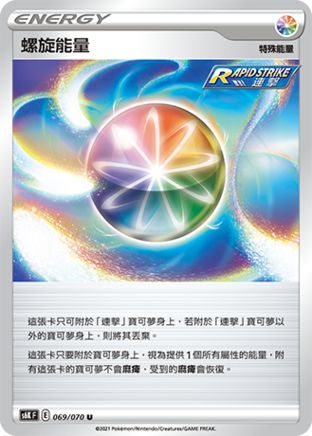 ENERGY
螺旋能量
特殊能量
RAPID STRIKE
連擊
這張卡只可附於「連擊」寶可夢身上，若附於「連擊」寶可夢以
外的寶可夢身上，則將其丟棄。
這張卡只要附於寶可夢身上，視為提供1個所有屬性的能量，附
有這張卡的寶可夢不會麻痺，受到的麻痺會恢復。
s6K F E 069/070 U
©2021 Pokémon/Nintendo/Creatures/GAME FREAK.